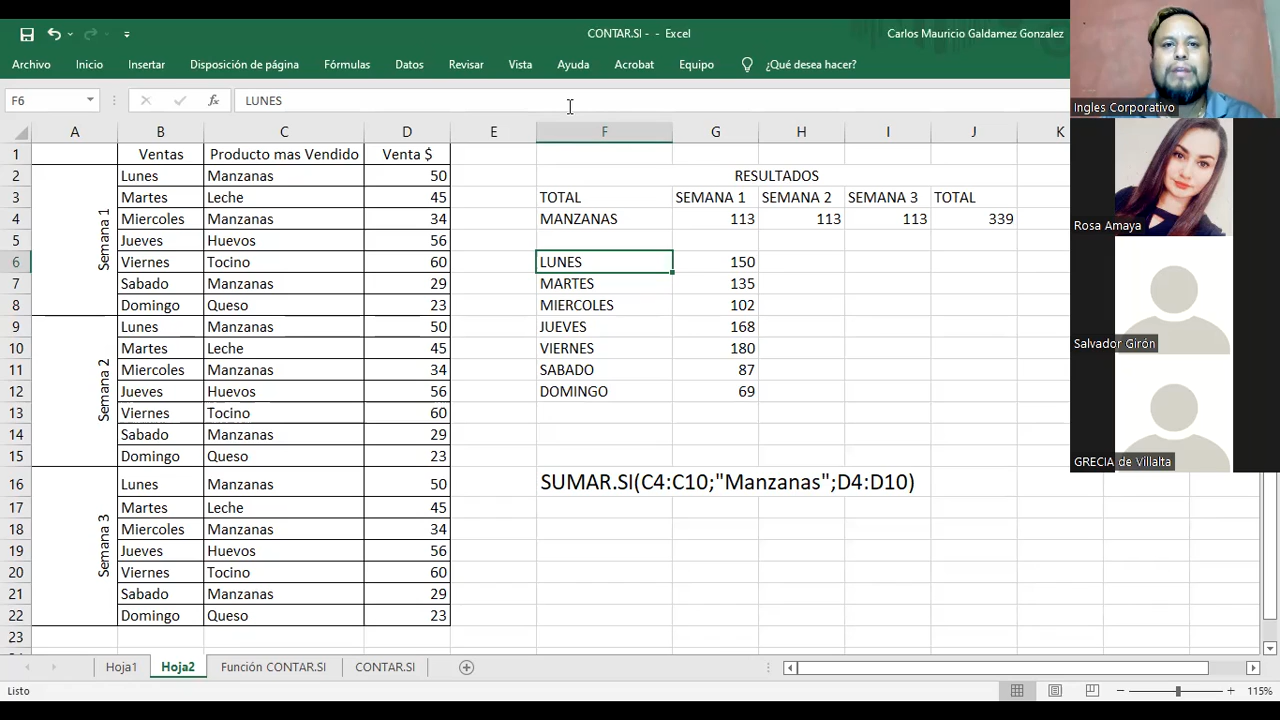 CONTAR.SI - - Excel
Carlos Mauricio Galdamez Gonzalez
Archivo Inicio Insertar Disposición de página Fórmulas Datos Revisar Vista Ayuda Acrobat Equipo ¿Qué desea hacer?
F6 fx LUNES
A B C D E F G H I J K
1 Ventas Producto mas Vendido Venta $
2 Lunes Manzanas 50 RESULTADOS
3 Martes Leche 45 TOTAL SEMANA 1 SEMANA 2 SEMANA 3 TOTAL
4 Miercoles Manzanas 34 MANZANAS 113 113 113 339
5 Jueves Huevos 56
6 Viernes Tocino 60 LUNES 150
7 Sabado Manzanas 29 MARTES 135
8 Domingo Queso 23 MIERCOLES 102
Semana 1
9 Lunes Manzanas 50 JUEVES 168
10 Martes Leche 45 VIERNES 180
11 Miercoles Manzanas 34 SABADO 87
12 Jueves Huevos 56 DOMINGO 69
13 Viernes Tocino 60
14 Sabado Manzanas 29
15 Domingo Queso 23
Semana 2
16 Lunes Manzanas 50 SUMAR.SI(C4:C10;"Manzanas";D4:D10)
17 Martes Leche 45
18 Miercoles Manzanas 34
19 Jueves Huevos 56
20 Viernes Tocino 60
21 Sabado Manzanas 29
22 Domingo Queso 23
Semana 3
23
Hoja1 Hoja2 Función CONTAR.SI CONTAR.SI
Listo 115%
Ingles Corporativo
Rosa Amaya
Salvador Girón
GRECIA de Villalta